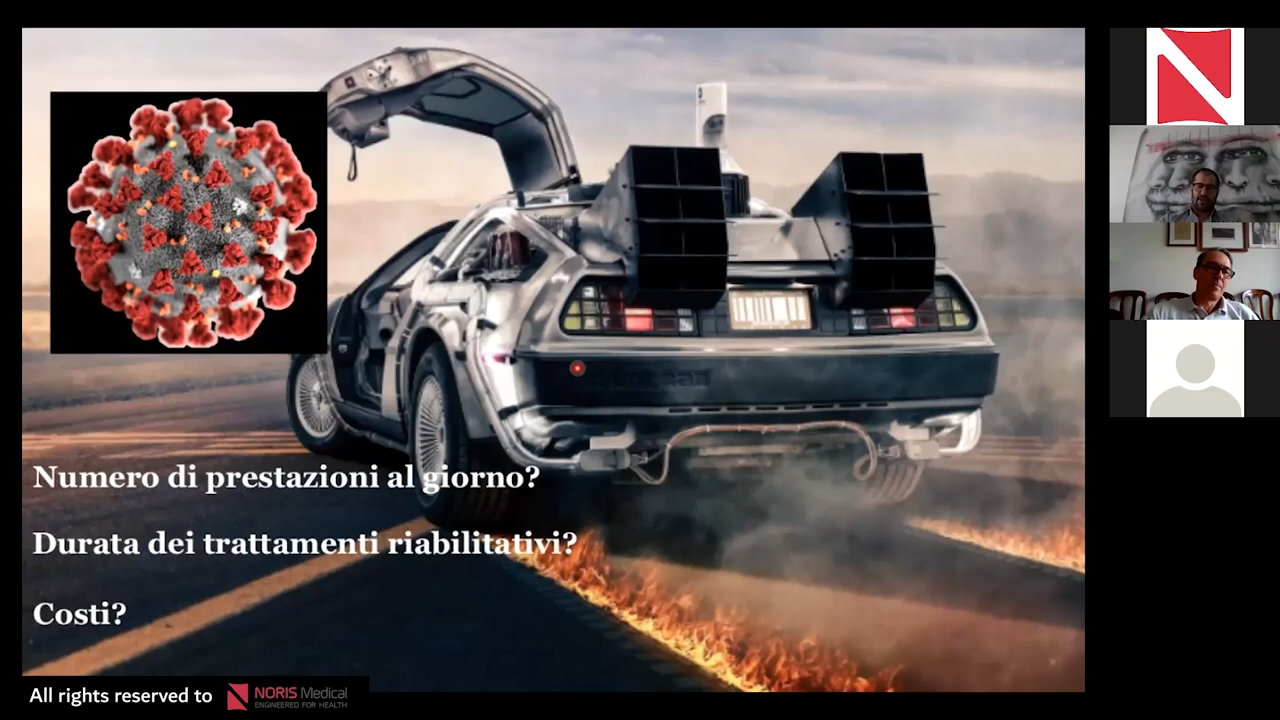 Numero di prestazioni al giorno?
Durata dei trattamenti riabilitativi?
Costi?
All rights reserved to
NORIS Medical
ENGINEERED FOR HEALTH